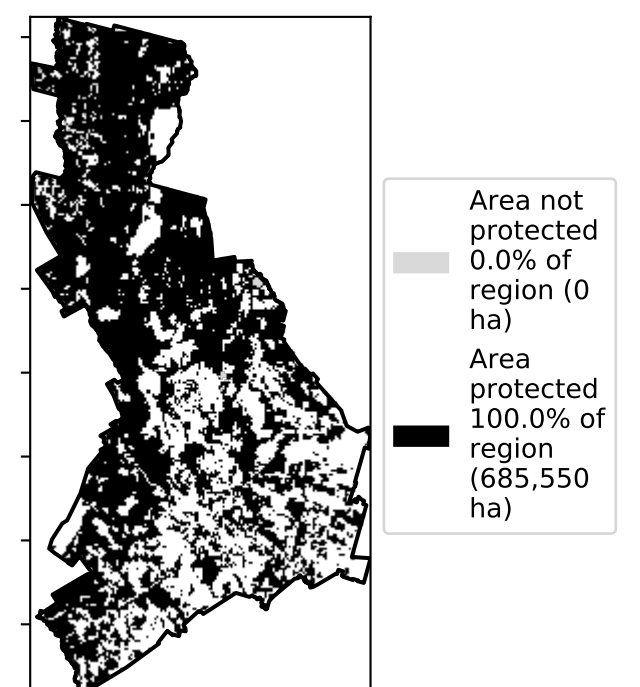 Area not
protected
0.0% of
region (0
ha)
Area
protected
100.0% of
region
(685,550
ha)